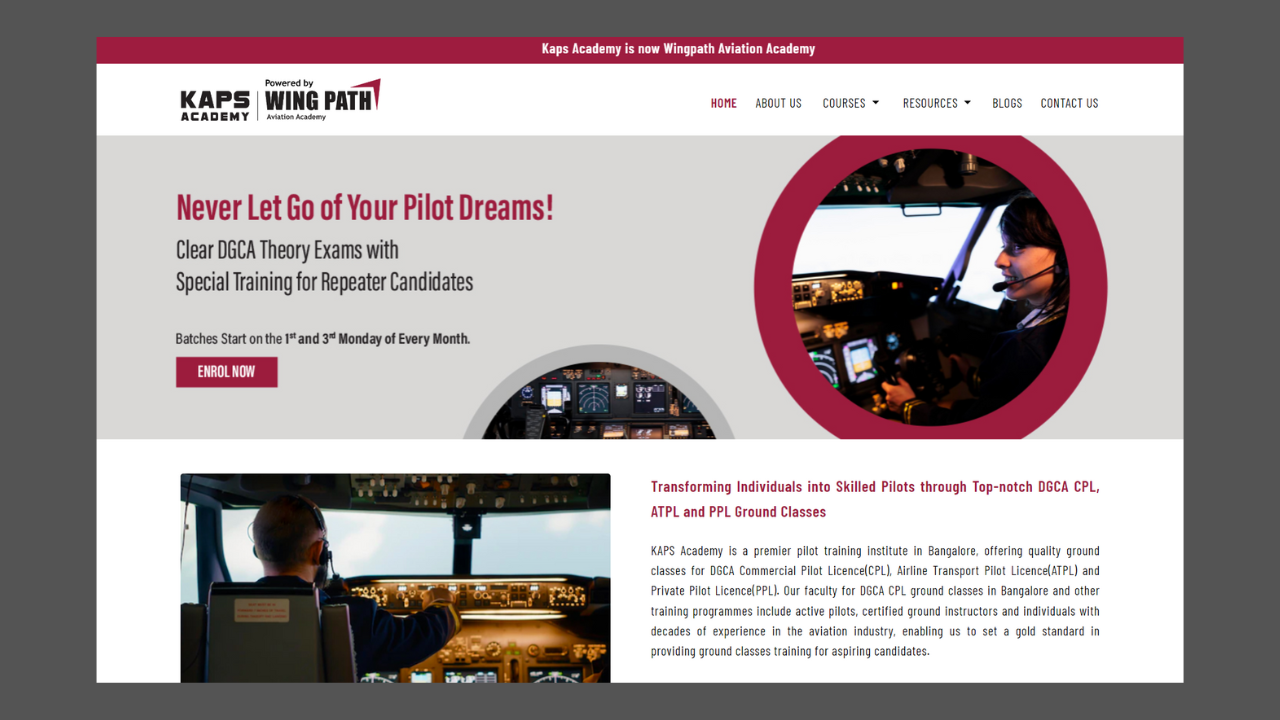 Kaps Academy is now Wingpath Aviation Academy
KAPS ACADEMY
Powered by
WING PATH
Aviation Academy
HOME ABOUT US COURSES RESOURCES BLOGS CONTACT US
Never Let Go of Your Pilot Dreams!
Clear DGCA Theory Exams with
Special Training for Repeater Candidates
Batches Start on the 1st and 3rd Monday of Every Month.
ENROL NOW
Transforming Individuals into Skilled Pilots through Top-notch DGCA CPL,
ATPL and PPL Ground Classes
KAPS Academy is a premier pilot training institute in Bangalore, offering quality ground
classes for DGCA Commercial Pilot Licence(CPL), Airline Transport Pilot Licence(ATPL) and
Private Pilot Licence(PPL). Our faculty for DGCA CPL ground classes in Bangalore and other
training programmes include active pilots, certified ground instructors and individuals with
decades of experience in the aviation industry, enabling us to set a gold standard in
providing ground classes training for aspiring candidates.